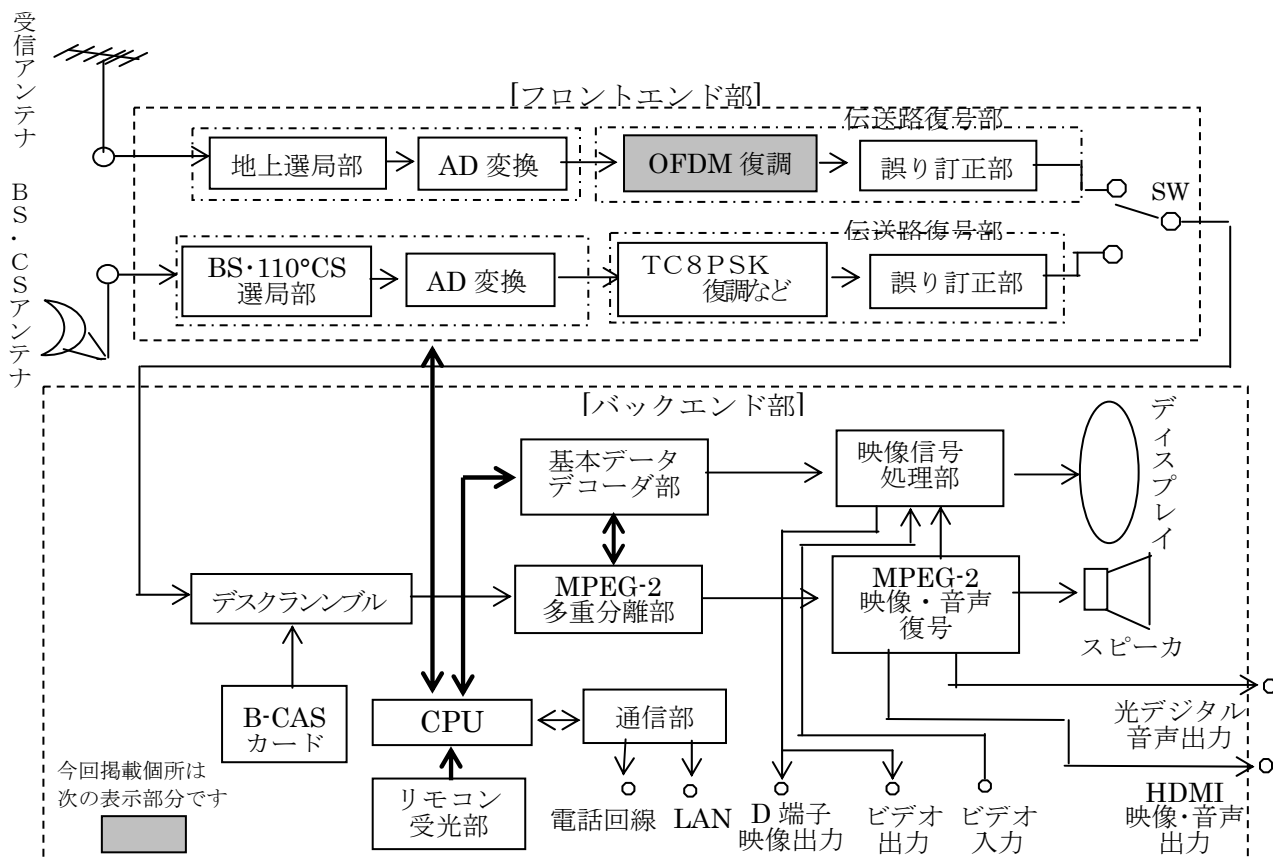 受信アンテナ
[フロントエンド部]
伝送路復号部
地上選局部
AD 変換
OFDM 復調
誤り訂正部
SW
BS・CSアンテナ
伝送路復号部
BS・110°CS
選局部
AD 変換
TC8PSK
復調など
誤り訂正部
[バックエンド部]
ディスプレイ
基本データ
デコーダ部
映像信号
処理部
デスクランンブル
MPEG-2
多重分離部
MPEG-2
映像・音声
復号
スピーカ
B-CAS
カード
CPU
通信部
光デジタル
音声出力
今回掲載個所は
次の表示部分です
リモコン
受光部
電話回線
LAN
D 端子
映像出力
ビデオ
出力
ビデオ
入力
HDMI
映像・音声
出力